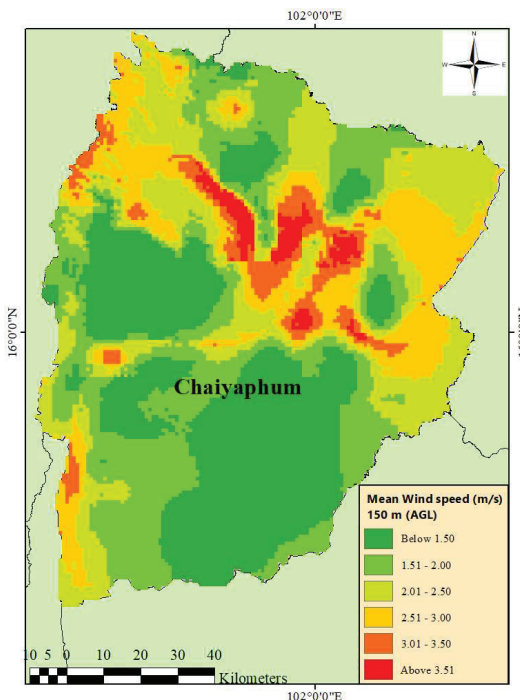 102°0'0"E
N
W
E
S
16°0'0"N
Chaiyaphum
Mean Wind speed (m/s)
150 m (AGL)
Below 1.50
1.51 - 2.00
2.01 - 2.50
2.51 - 3.00
3.01 - 3.50
Above 3.51
10 5 0 10 20 30 40
Kilometers
102°0'0"E